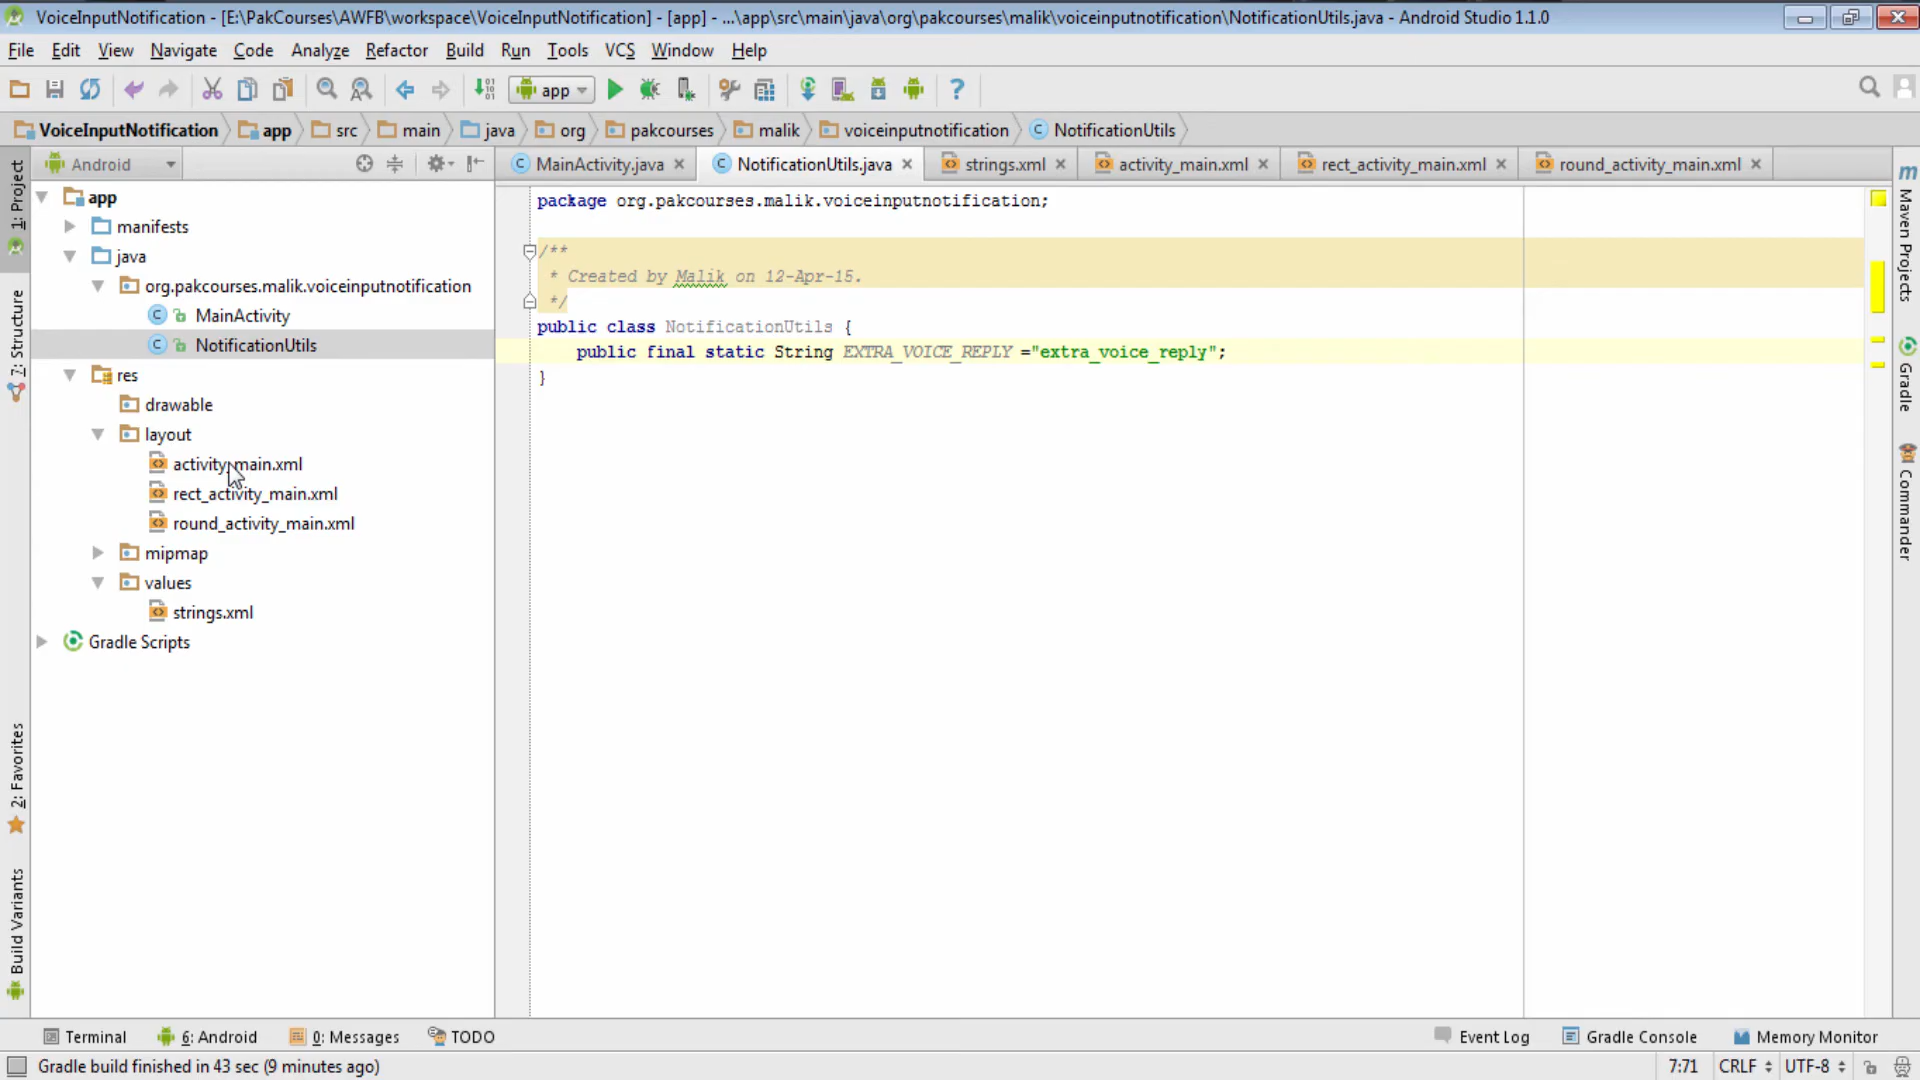 VoiceInputNotification - [E:\PakCourses\AWFB\workspace\VoiceInputNotification] - [app] - ...\app\src\main\java\org\pakcourses\malik\voiceinputnotification\NotificationUtils.java - Android Studio 1.1.0
File Edit View Navigate Code Analyze Refactor Build Run Tools VCS Window Help
app
VoiceInputNotification app src main java org pakcourses malik voiceinputnotification NotificationUtils
Android
MainActivity.java NotificationUtils.java strings.xml activity_main.xml rect_activity_main.xml round_activity_main.xml
1: Project
7: Structure
2: Favorites
Build Variants
app
manifests
java
org.pakcourses.malik.voiceinputnotification
MainActivity
NotificationUtils
res
drawable
layout
activity_main.xml
rect_activity_main.xml
round_activity_main.xml
mipmap
values
strings.xml
Gradle Scripts
package org.pakcourses.malik.voiceinputnotification;
/**
* Created by Malik on 12-Apr-15.
*/
public class NotificationUtils {
public final static String EXTRA_VOICE_REPLY ="extra_voice_reply";
}
Maven Projects
Gradle
Commander
Terminal 6: Android 0: Messages TODO Event Log Gradle Console Memory Monitor
Gradle build finished in 43 sec (9 minutes ago) 7:71 CRLF UTF-8